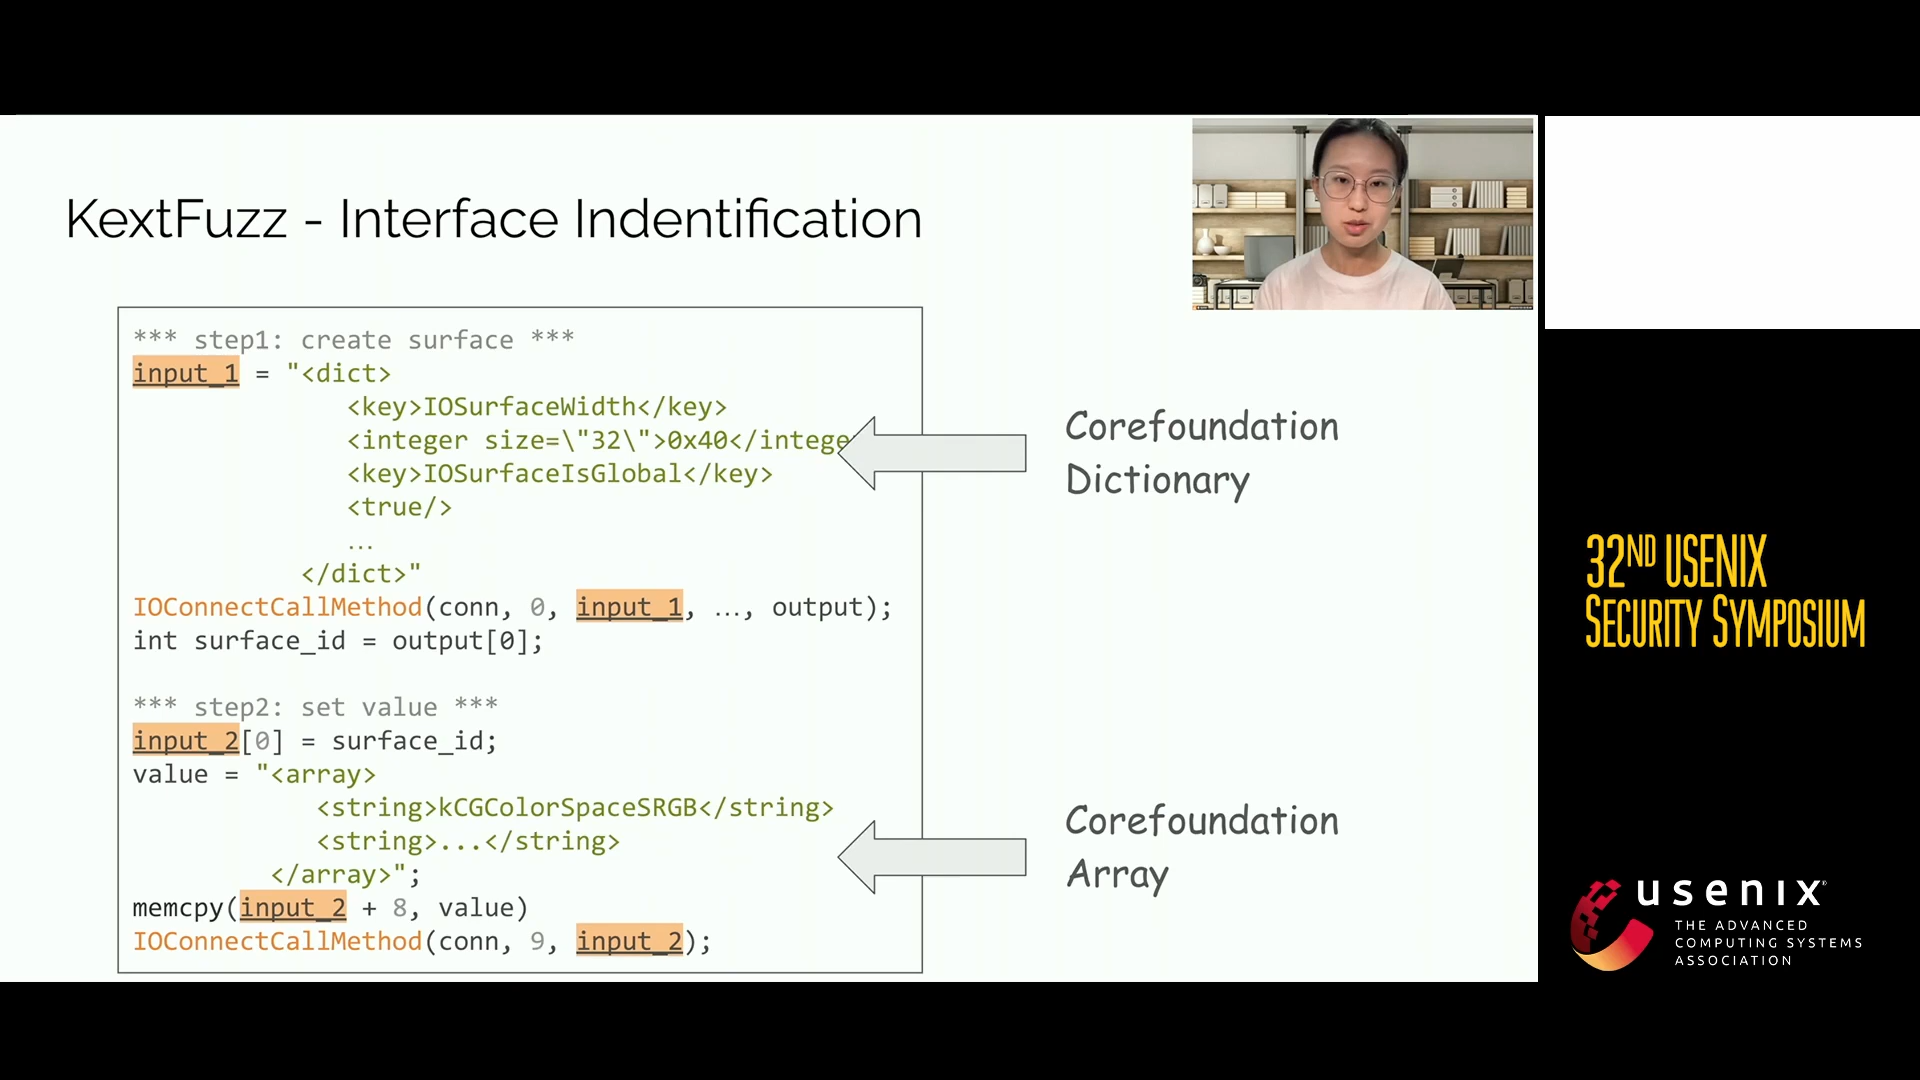 KextFuzz - Interface Indentification
*** step1: create surface ***
input_1 = "<dict>
<key>IOSurfaceWidth</key>
<integer size=\"32\">0x40</intege
<key>IOSurfaceIsGlobal</key>
<true/>
...
</dict>"
IOConnectCallMethod(conn, 0, input_1, ..., output);
int surface_id = output[0];
*** step2: set value ***
input_2[0] = surface_id;
value = "<array>
<string>kCGColorSpaceSRGB</string>
<string>...</string>
</array>";
memcpy(input_2 + 8, value)
IOConnectCallMethod(conn, 9, input_2);
Corefoundation
Dictionary
Corefoundation
Array
32ND USENIX
SECURITY SYMPOSIUM
usenix®
THE ADVANCED
COMPUTING SYSTEMS
ASSOCIATION